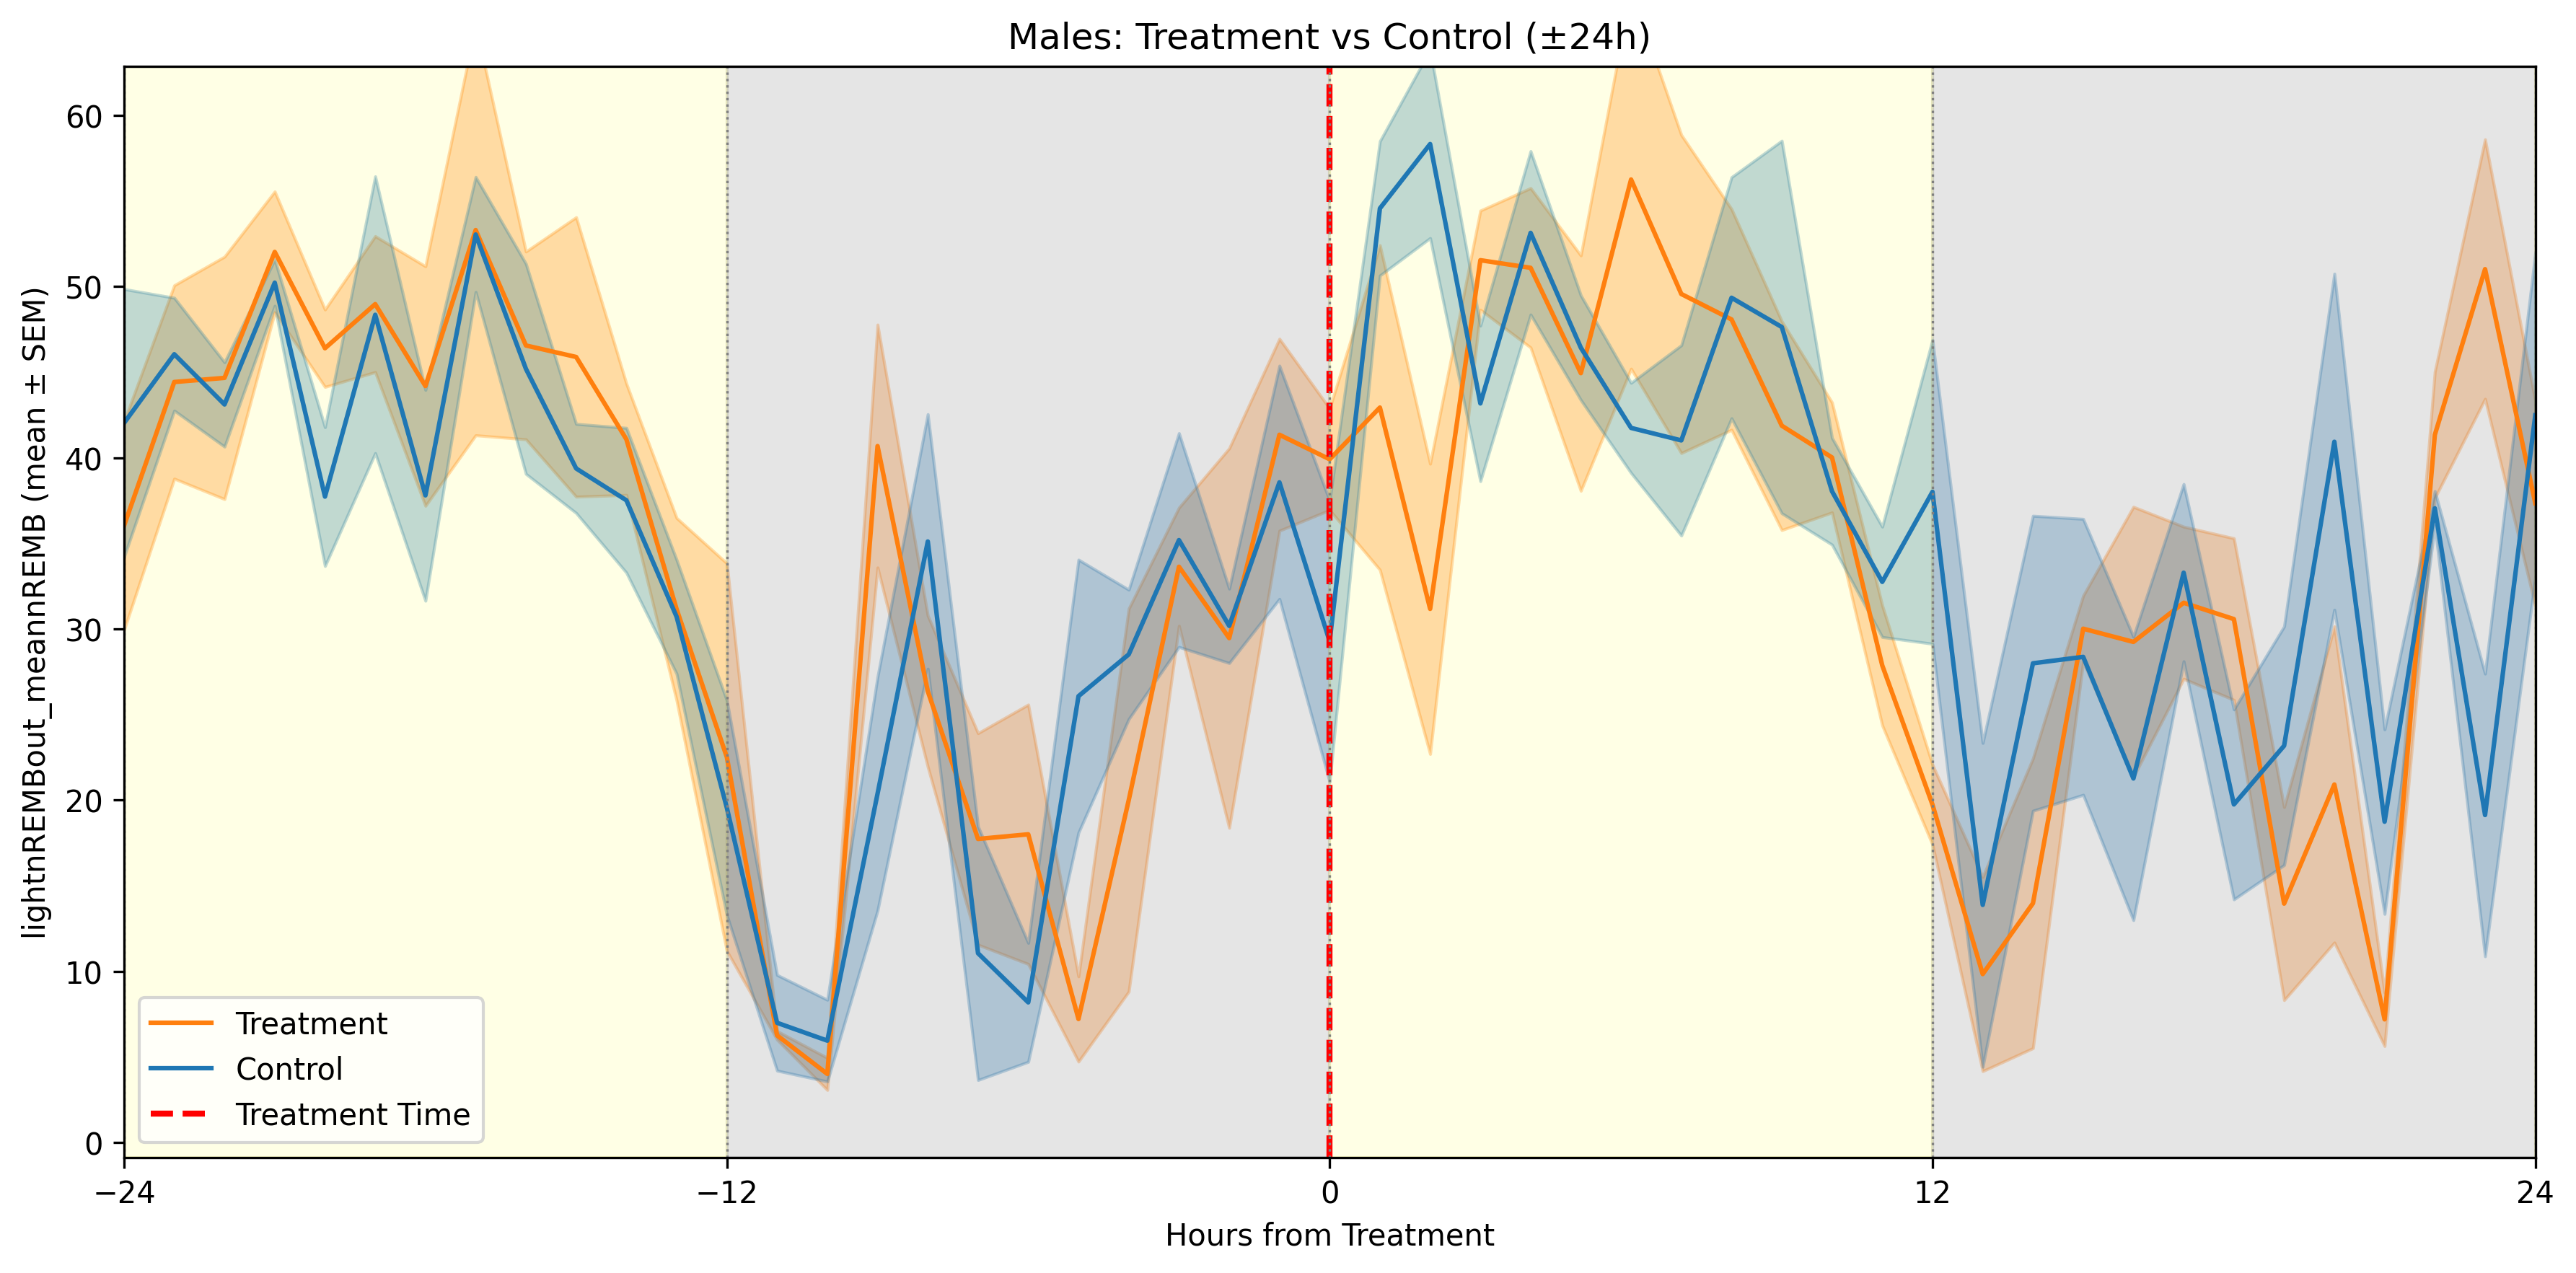 Males: Treatment vs Control (±24h)
lightnREMBout_meannREMB (mean ± SEM)
60
50
40
30
20
10
0
Treatment
Control
Treatment Time
−24
−12
0
12
24
Hours from Treatment